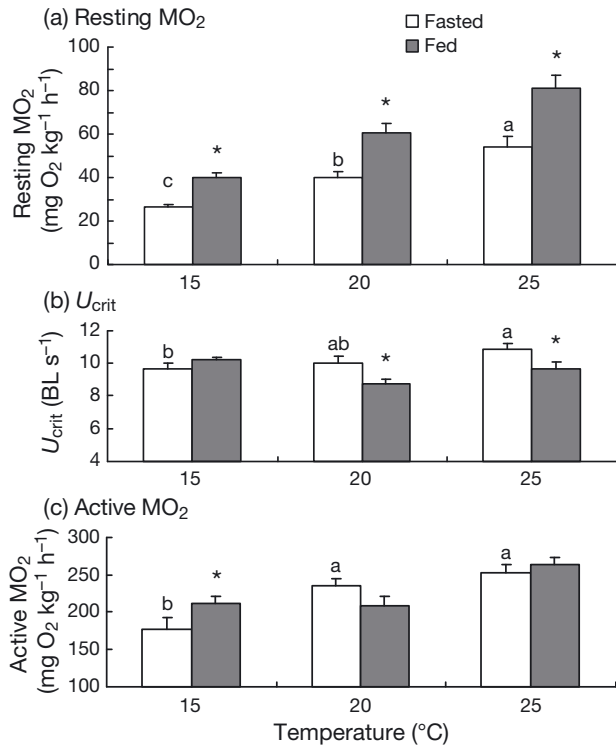 (a) Resting MO₂
Fasted
Fed
Resting MO₂
(mg O₂ kg⁻¹ h⁻¹)
100
80
60
40
20
0
c
*
b
*
a
*
15
20
25
(b) Ucrit
Ucrit (BL s⁻¹)
12
10
8
6
4
b
ab
*
a
*
15
20
25
(c) Active MO₂
Active MO₂
(mg O₂ kg⁻¹ h⁻¹)
300
250
200
150
100
b
*
a
a
15
20
25
Temperature (°C)